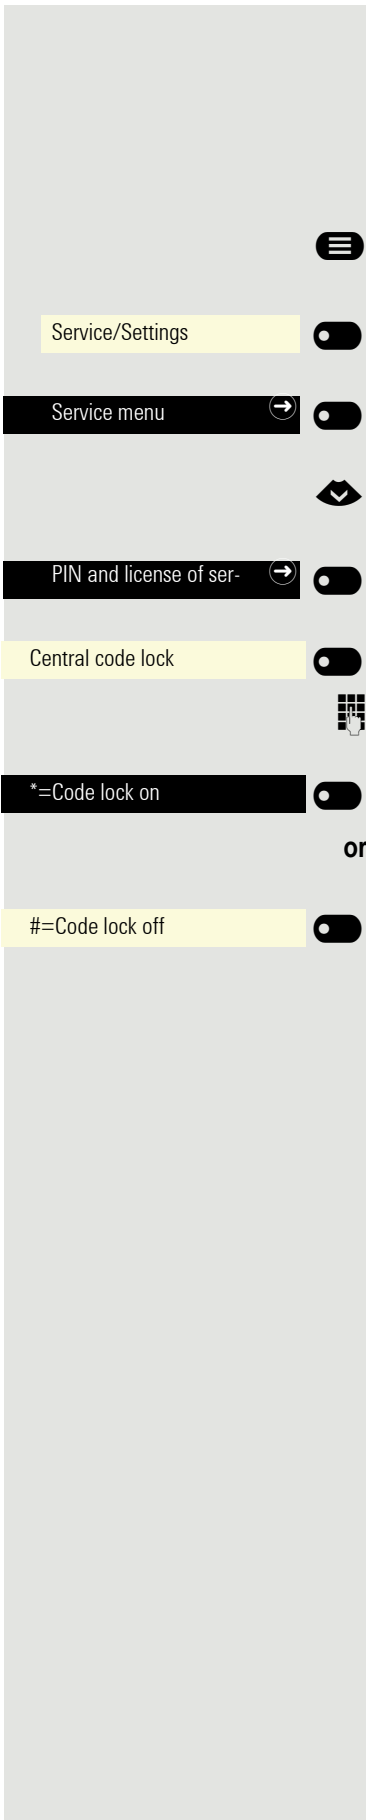 Service/Settings
Service menu
PIN and license of ser-
Central code lock
*=Code lock on
or
#=Code lock off